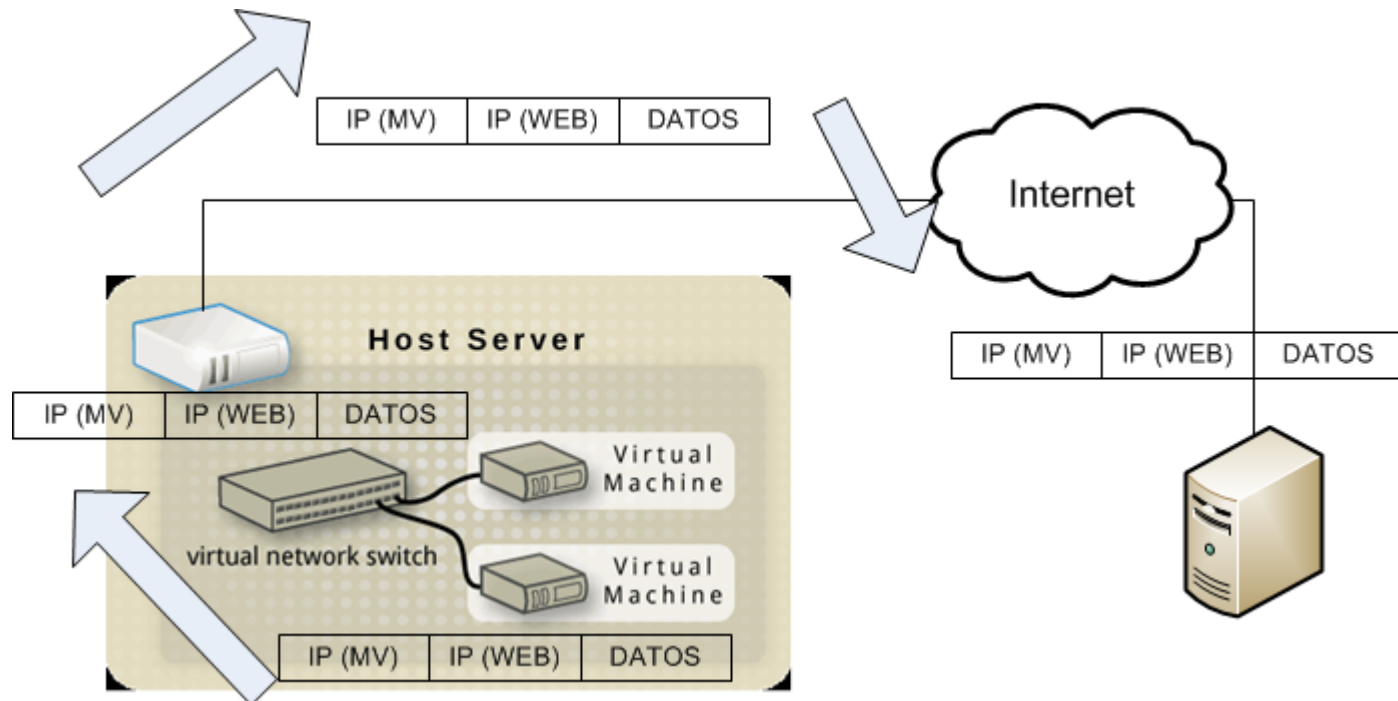 IP (MV) IP (WEB) DATOS
Internet
Host Server
IP (MV) IP (WEB) DATOS
IP (MV) IP (WEB) DATOS
Virtual
Machine
virtual network switch
Virtual
Machine
IP (MV) IP (WEB) DATOS